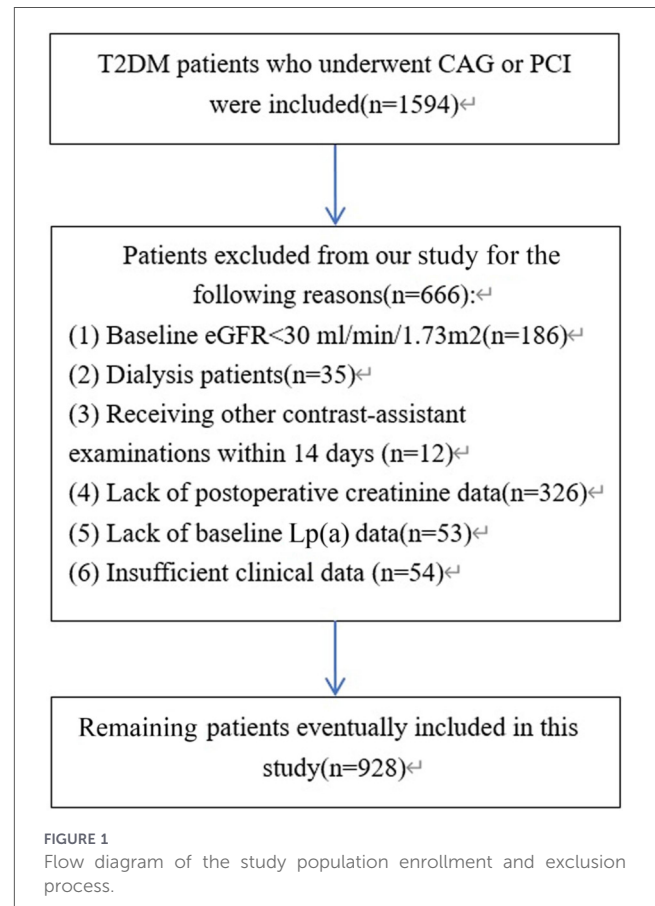 T2DM patients who underwent CAG or PCI
were included(n=1594)↵
Patients excluded from our study for the
following reasons(n=666):↵
(1) Baseline eGFR<30 ml/min/1.73m2(n=186)↵
(2) Dialysis patients(n=35)↵
(3) Receiving other contrast-assistant
examinations within 14 days (n=12)↵
(4) Lack of postoperative creatinine data(n=326)↵
(5) Lack of baseline Lp(a) data(n=53)↵
(6) Insufficient clinical data (n=54)↵
Remaining patients eventually included in this
study(n=928)↵
FIGURE 1
Flow diagram of the study population enrollment and exclusion
process.